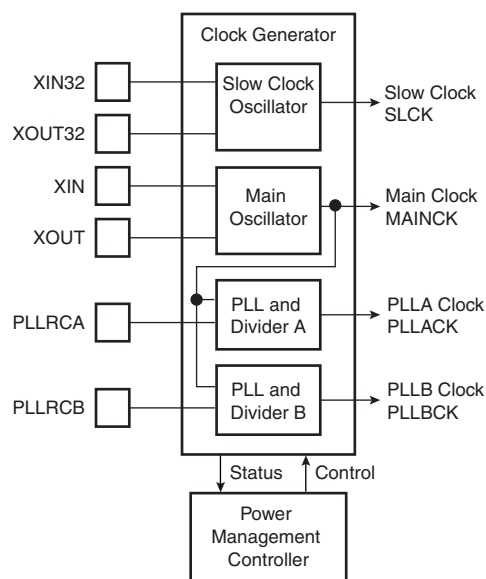 Clock Generator
XIN32
Slow Clock
Oscillator
Slow Clock
SLCK
XOUT32
XIN
Main
Oscillator
Main Clock
MAINCK
XOUT
PLLRCA
PLL and
Divider A
PLLA Clock
PLLACK
PLLRCB
PLL and
Divider B
PLLB Clock
PLLBCK
Status
Control
Power
Management
Controller